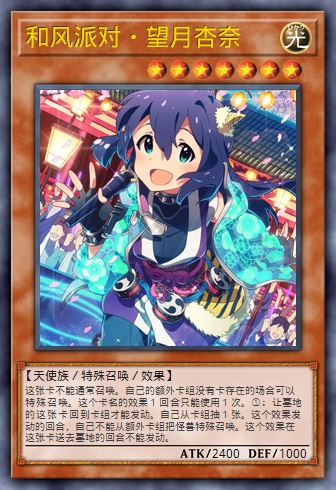 和风派对・望月杏奈
光
【天使族／特殊召唤／效果】
这张卡不能通常召唤。自己的额外卡组没有卡存在的场合可以
特殊召唤。这个卡名的效果1回合只能使用1次。①：让墓地
的这张卡回到卡组才能发动。自己从卡组抽1张。这个效果发
动的回合，自己不能从额外卡组把怪兽特殊召唤。这个效果在
这张卡送去墓地的回合不能发动。
ATK/2400 DEF/1000